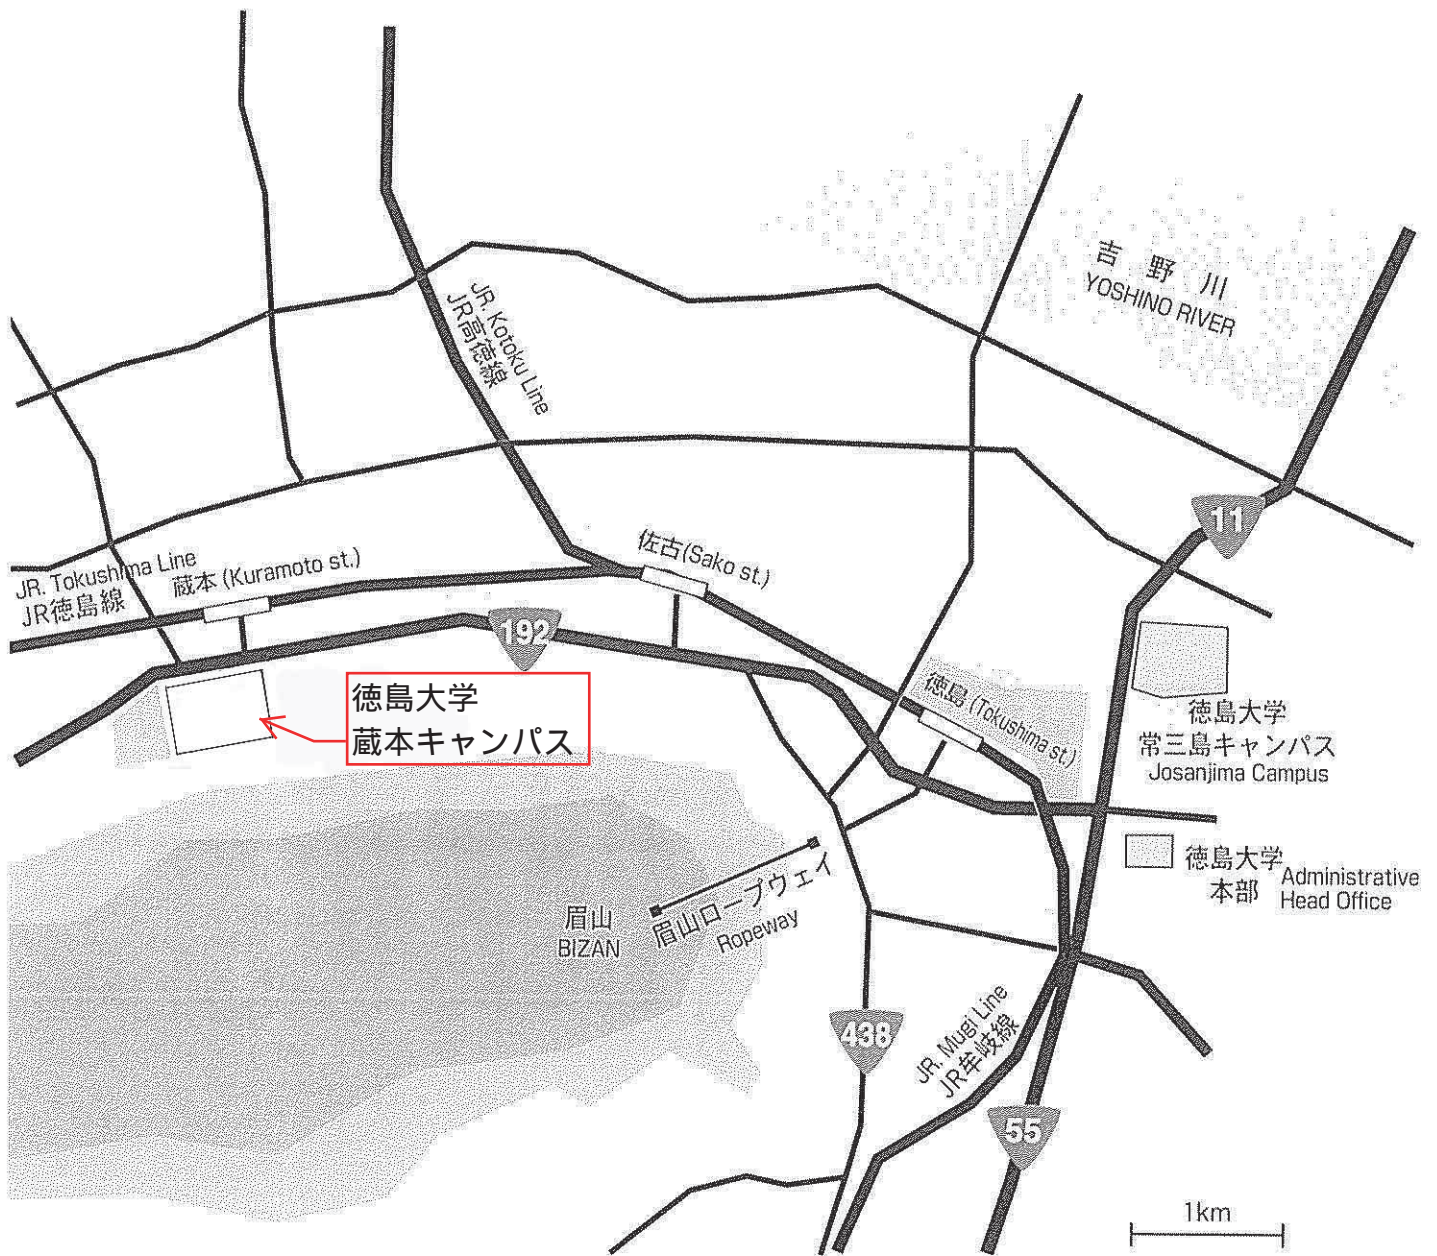 吉野川
YOSHINO RIVER
JR. Kotoku Line
JR高徳線
11
佐古(Sako st.)
JR. Tokushima Line
JR徳島線
蔵本 (Kuramoto st.)
192
徳島大学
蔵本キャンパス
徳島 (Tokushima st.)
徳島大学
常三島キャンパス
Josanjima Campus
徳島大学
本部
Administrative
Head Office
眉山
BIZAN
眉山ロープウェイ
Ropeway
438
JR. Mugi Line
JR牟岐線
55
1km